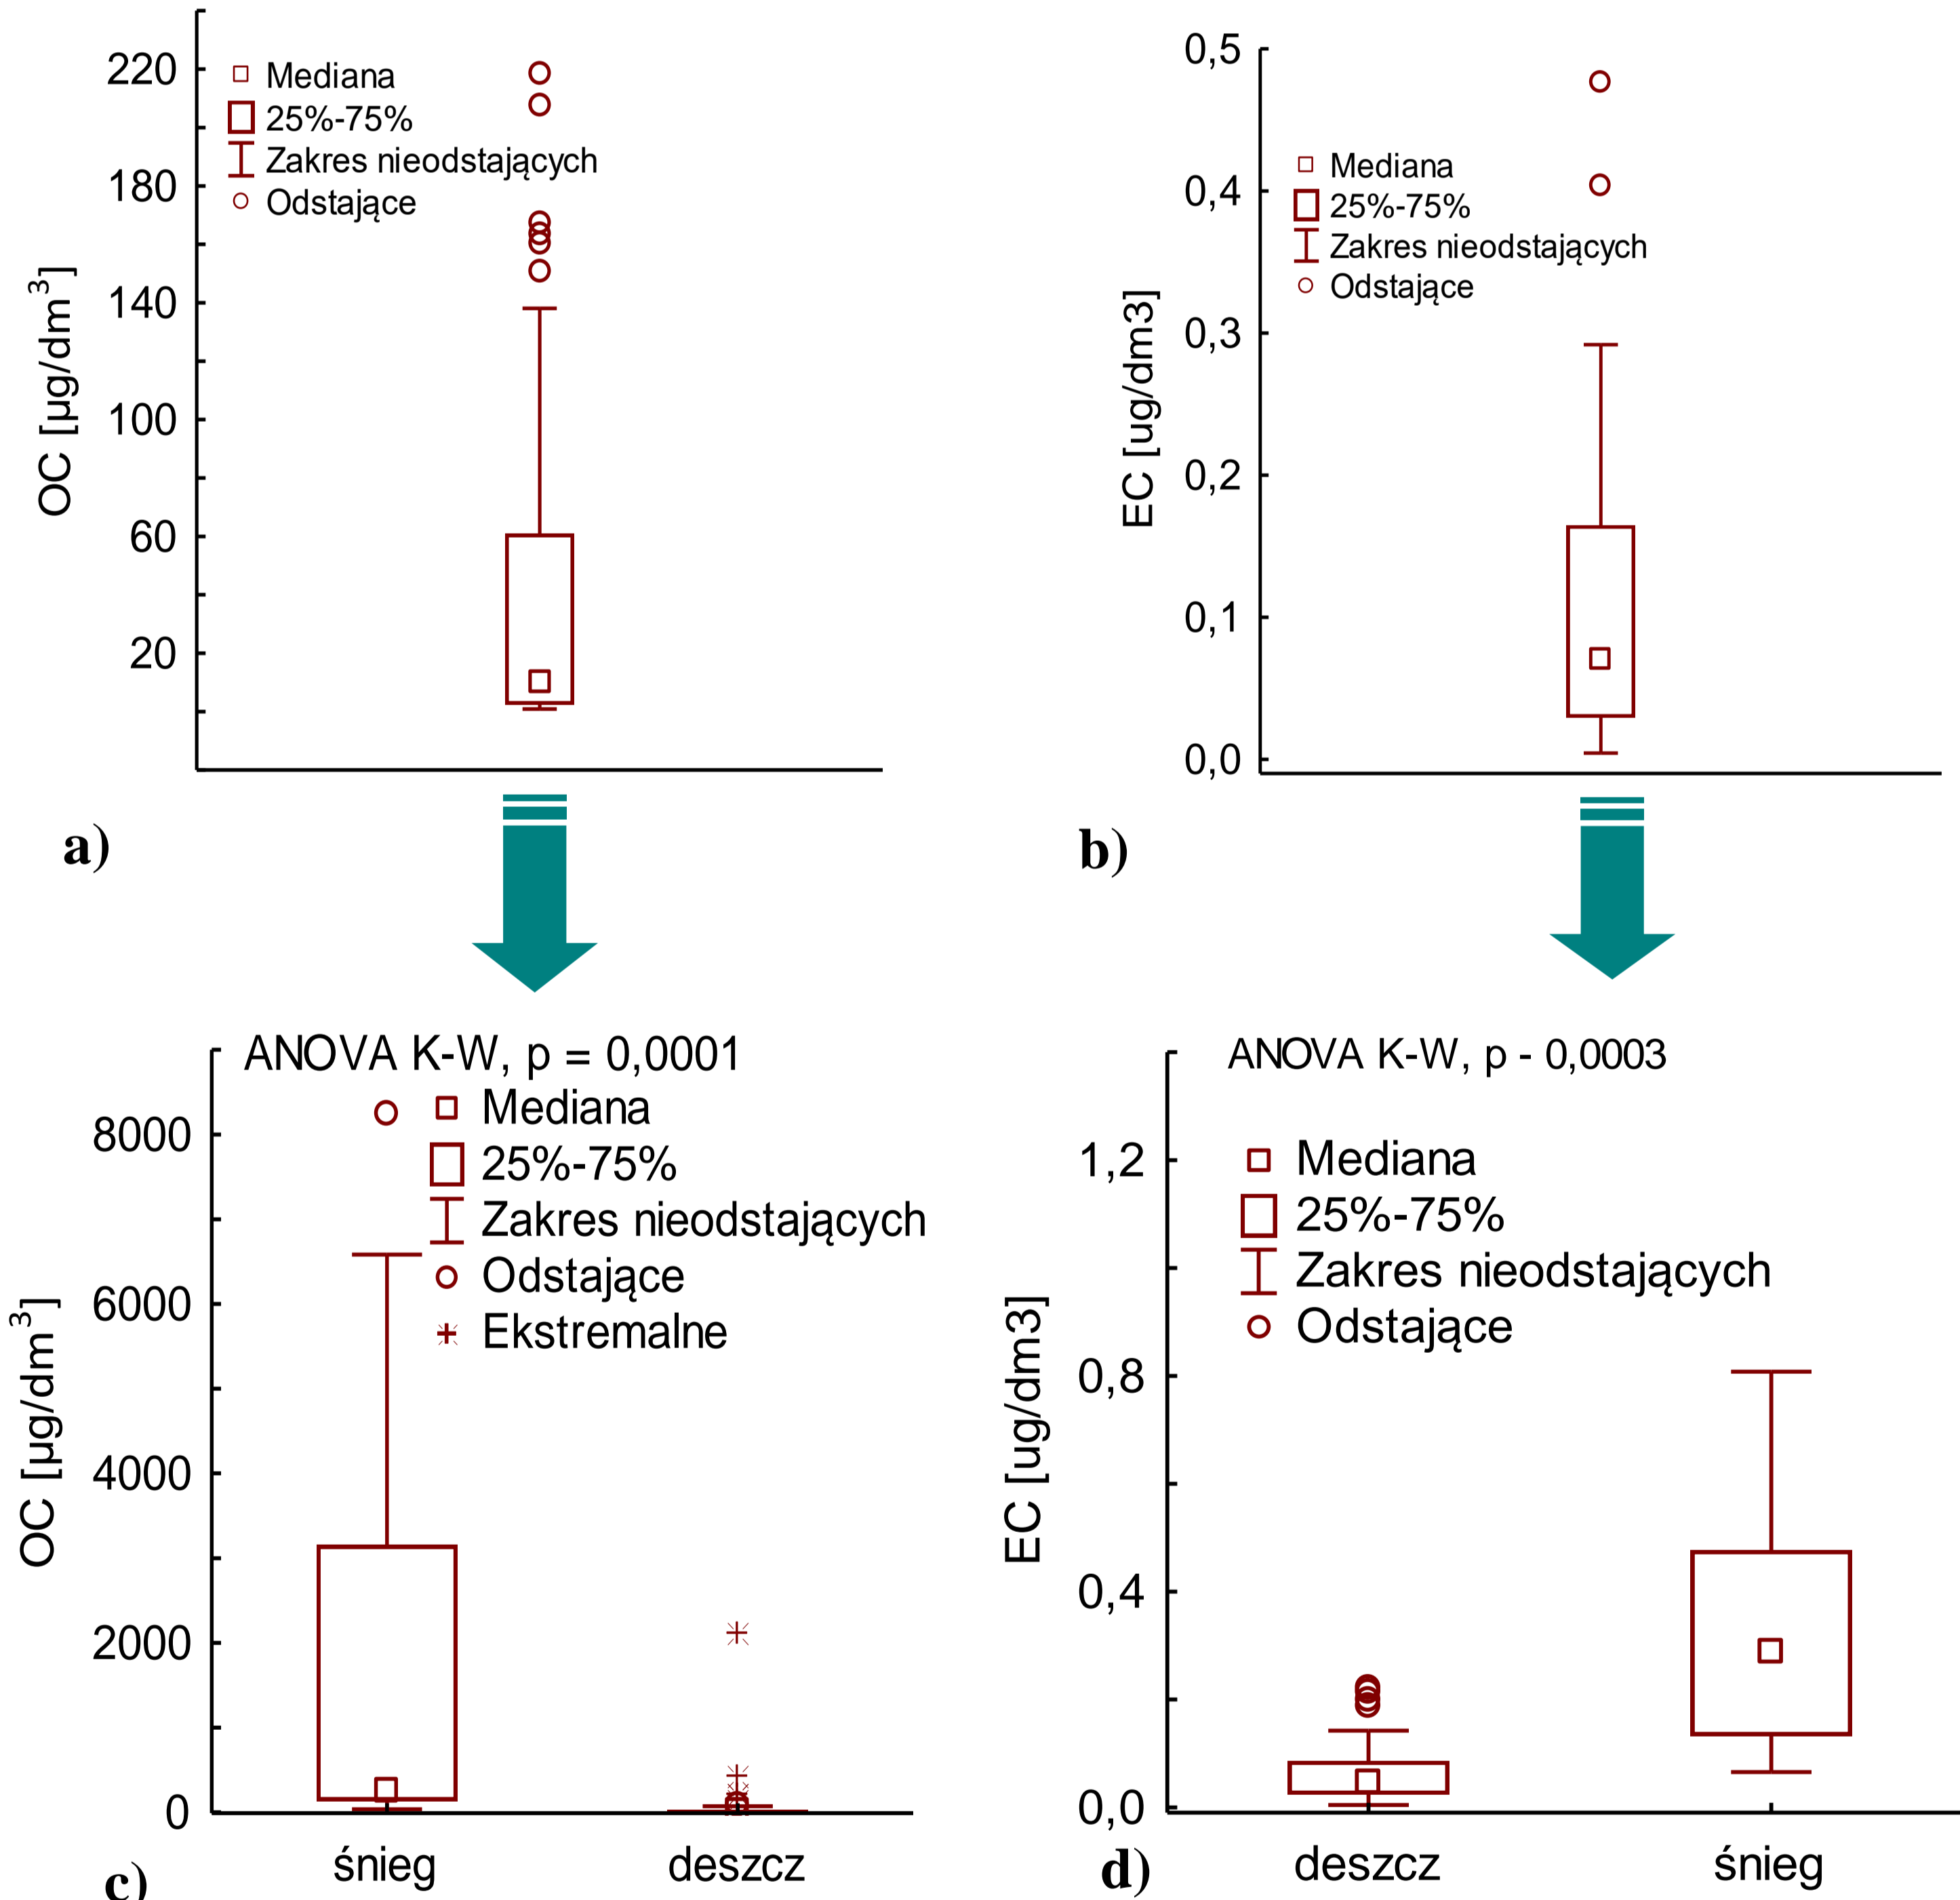 OC [µg/dm³]
220
180
140
100
60
20
Mediana
25%-75%
Zakres nieodstających
Odstające
a)
EC [ug/dm3]
0,5
0,4
0,3
0,2
0,1
0,0
Mediana
25%-75%
Zakres nieodstających
Odstające
b)
ANOVA K-W, p = 0,0001
OC [µg/dm³]
8000
6000
4000
2000
0
Mediana
25%-75%
Zakres nieodstających
Odstające
Ekstremalne
śnieg
deszcz
c)
ANOVA K-W, p - 0,0003
EC [ug/dm3]
1,2
0,8
0,4
0,0
Mediana
25%-75%
Zakres nieodstających
Odstające
deszcz
śnieg
d)